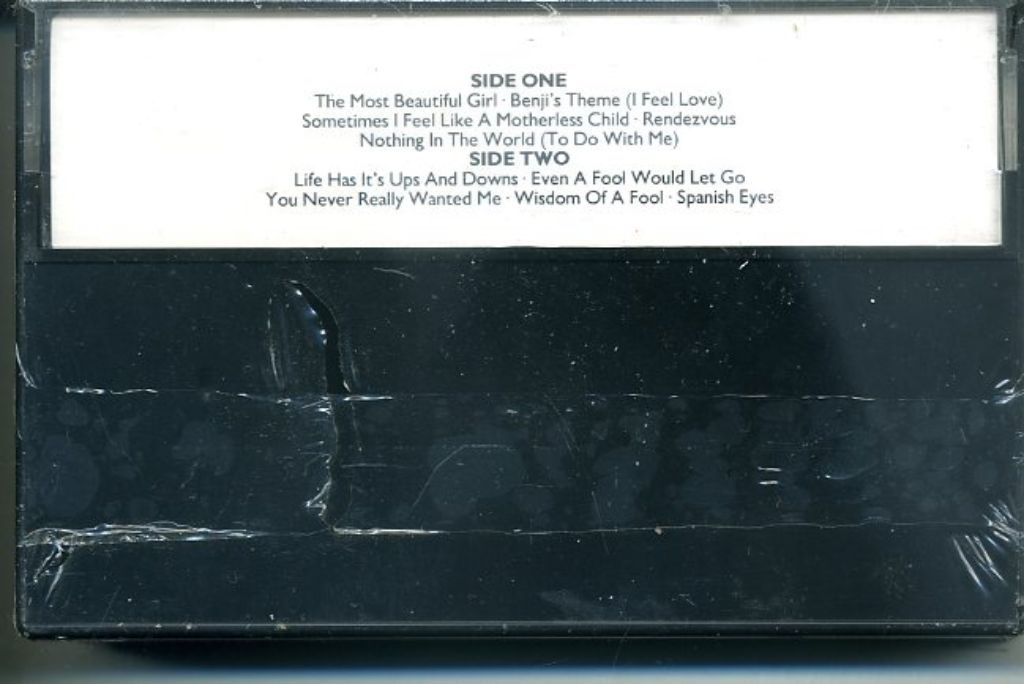 SIDE ONE
The Most Beautiful Girl · Benji's Theme (I Feel Love)
Sometimes I Feel Like A Motherless Child · Rendezvous
Nothing In The World (To Do With Me)
SIDE TWO
Life Has It's Ups And Downs · Even A Fool Would Let Go
You Never Really Wanted Me · Wisdom Of A Fool · Spanish Eyes